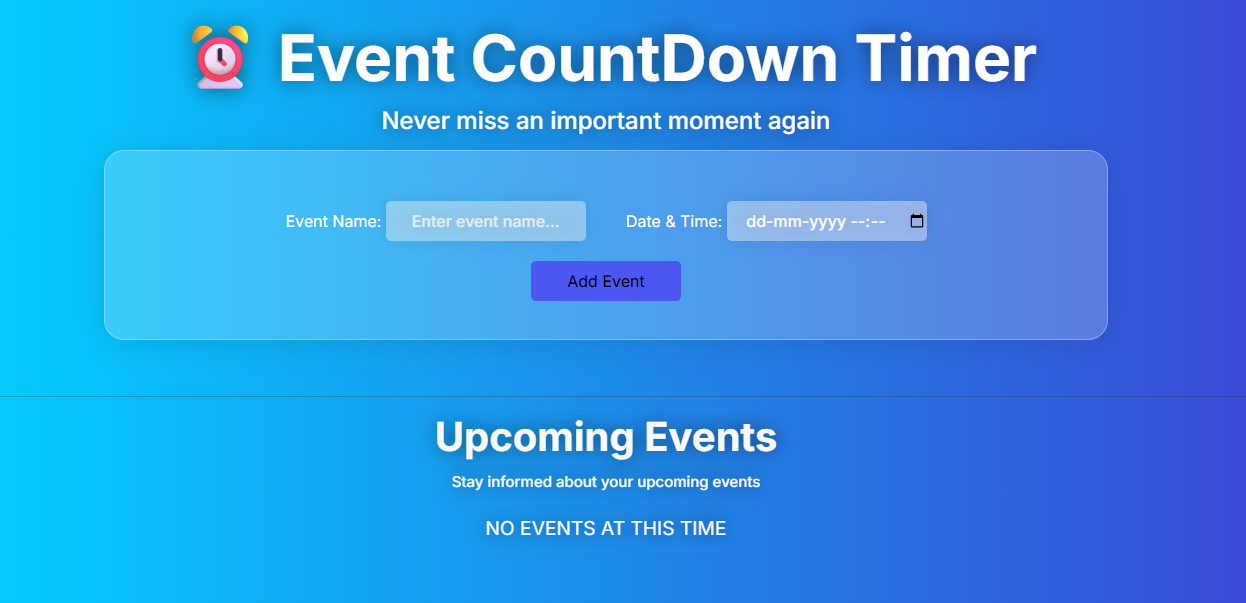 Event CountDown Timer
Never miss an important moment again
Event Name: Enter event name... Date & Time: dd-mm-yyyy --:--
Add Event
Upcoming Events
Stay informed about your upcoming events
NO EVENTS AT THIS TIME